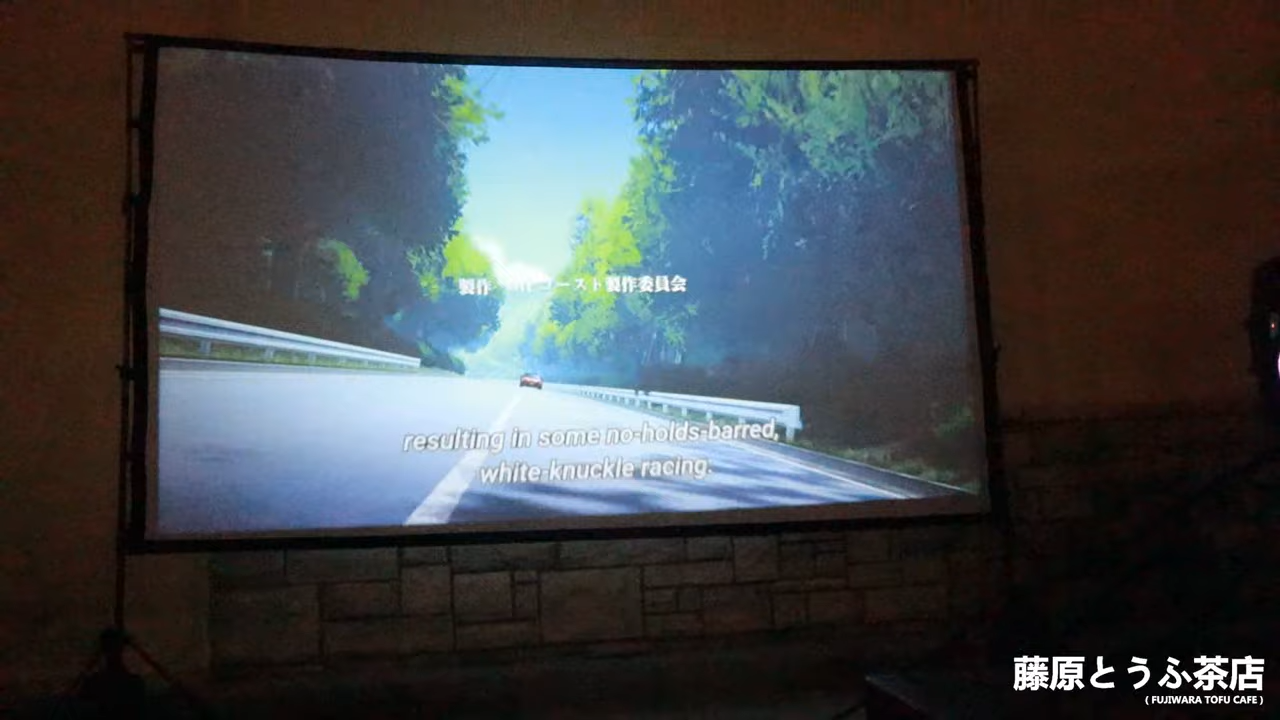 製作 コースト製作委員会
resulting in some no-holds-barred,
white-knuckle racing.
藤原とうふ茶店
( FUJIWARA TOFU CAFE )